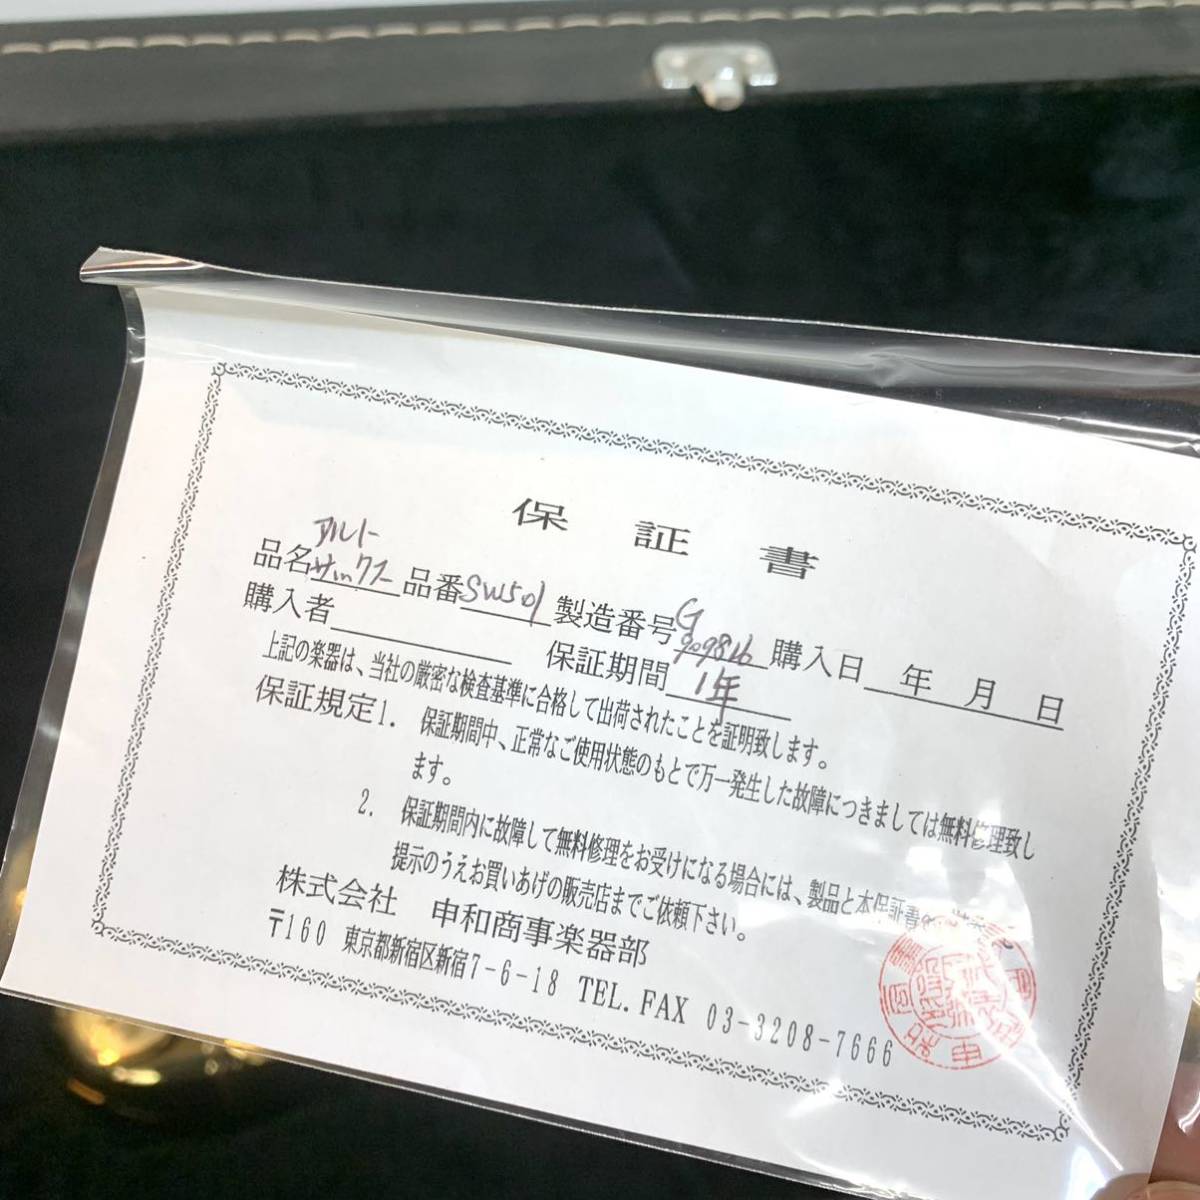 保証書
アルト
品名 サックス 品番 SW501 製造番号 G909816 購入日 年 月 日
購入者 保証期間 1年
上記の楽器は、当社の厳密な検査基準に合格して出荷されたことを証明致します。
保証規定1. 保証期間中、正常なご使用状態のもとで万一発生した故障につきましては無料修理致し
ます。
2. 保証期間内に故障して無料修理をお受けになる場合には、製品と本保証書
提示のうえお買いあげの販売店までご依頼下さい。
株式会社 申和商事楽器部
〒160 東京都新宿区新宿7-6-18 TEL.FAX 03-3208-7666